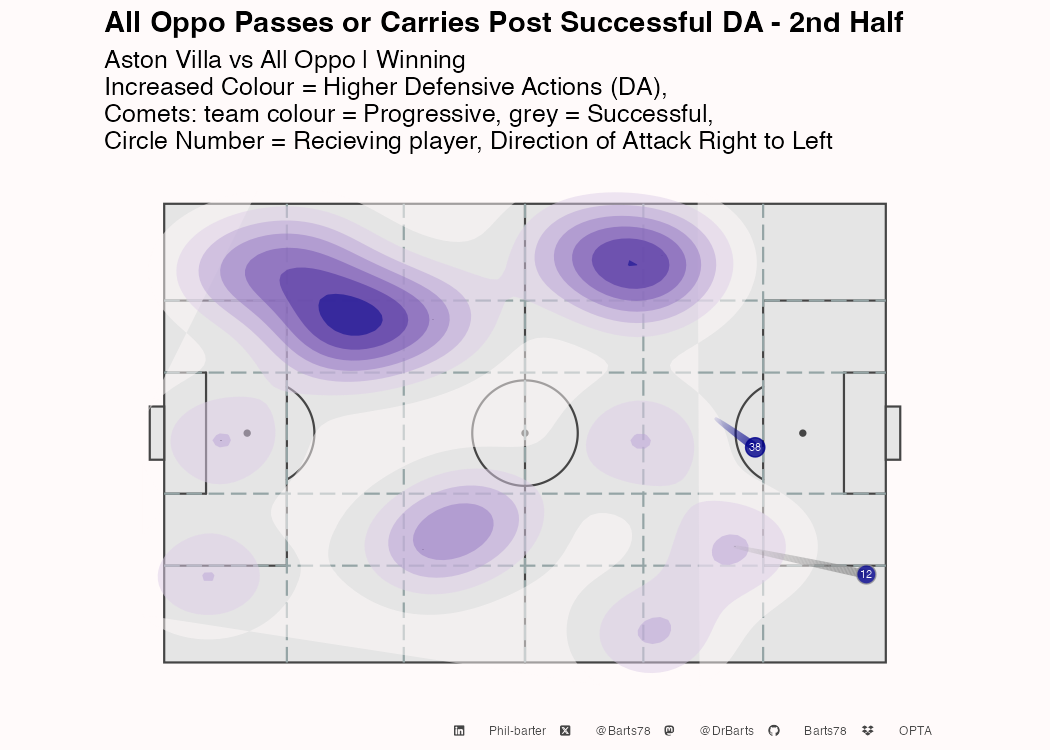 All Oppo Passes or Carries Post Successful DA - 2nd Half
Aston Villa vs All Oppo | Winning
Increased Colour = Higher Defensive Actions (DA),
Comets: team colour = Progressive, grey = Successful,
Circle Number = Recieving player, Direction of Attack Right to Left
38
12
Phil-barter @Barts78 @DrBarts Barts78 OPTA